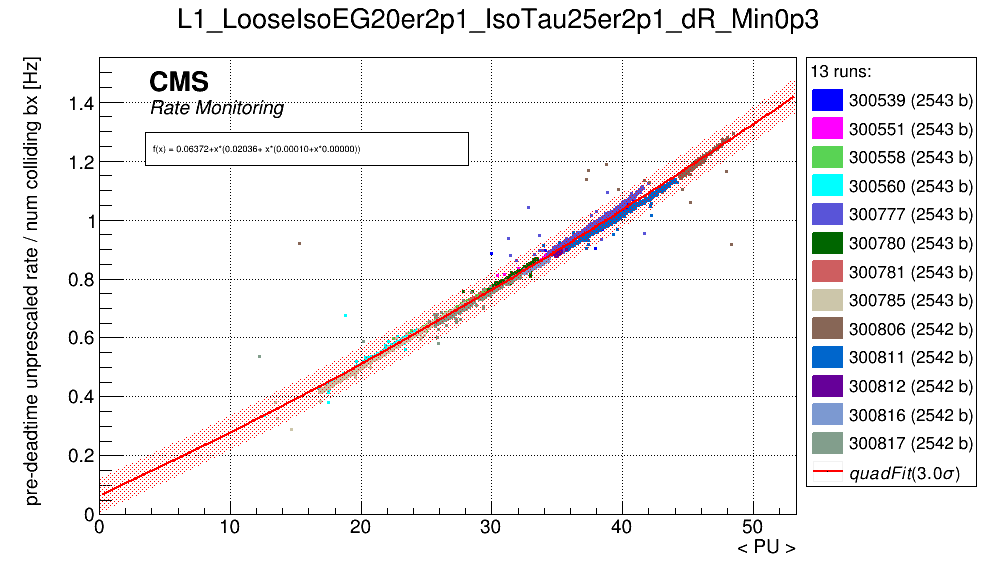 L1_LooseIsoEG20er2p1_IsoTau25er2p1_dR_Min0p3
pre-deadtime unprescaled rate / num colliding bx [Hz]
CMS
Rate Monitoring
f(x) = 0.06372+x*(0.02036+ x*(0.00010+x*0.00000))
1.4
1.2
1
0.8
0.6
0.4
0.2
0
0 10 20 30 40 50
< PU >
13 runs:
300539 (2543 b)
300551 (2543 b)
300558 (2543 b)
300560 (2543 b)
300777 (2543 b)
300780 (2543 b)
300781 (2543 b)
300785 (2543 b)
300806 (2542 b)
300811 (2542 b)
300812 (2542 b)
300816 (2542 b)
300817 (2542 b)
quadFit(3.0σ)